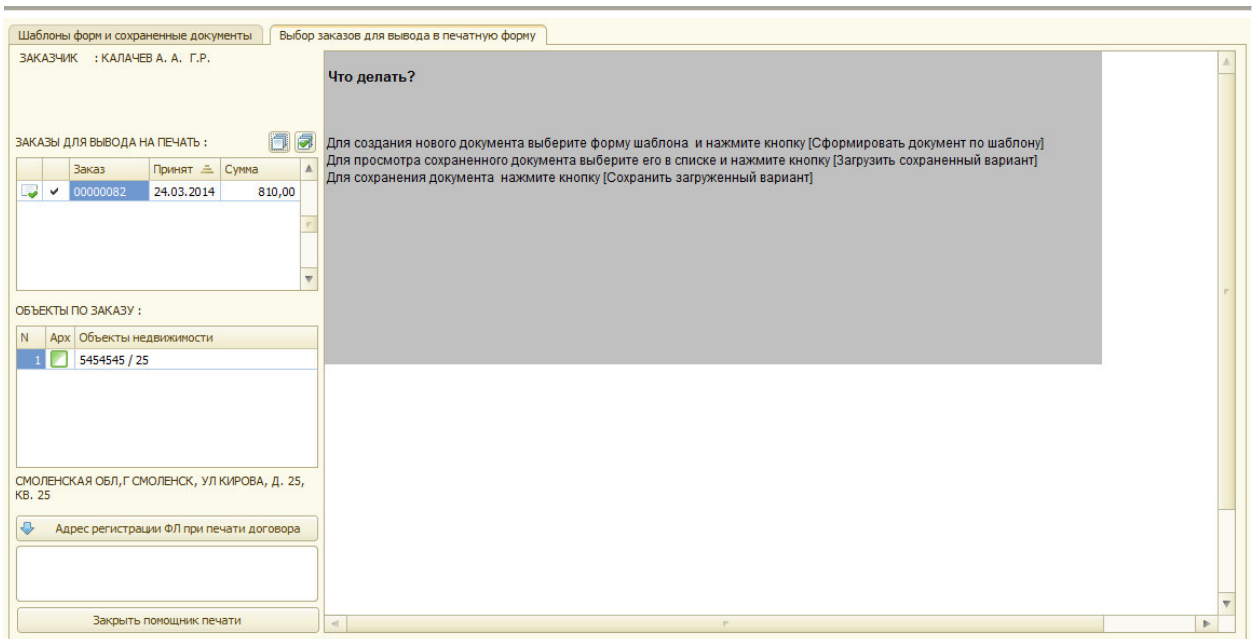 Шаблоны форм и сохраненные документы Выбор заказов для вывода в печатную форму
ЗАКАЗЧИК : КАЛАЧЕВ А. А. Г.Р.
Что делать?
ЗАКАЗЫ ДЛЯ ВЫВОДА НА ПЕЧАТЬ :
Для создания нового документа выберите форму шаблона и нажмите кнопку [Сформировать документ по шаблону]
Для просмотра сохраненного документа выберите его в списке и нажмите кнопку [Загрузить сохраненный вариант]
Для сохранения документа нажмите кнопку [Сохранить загруженный вариант]
Заказ Принят Сумма
00000082 24.03.2014 810,00
ОБЪЕКТЫ ПО ЗАКАЗУ :
N Арх Объекты недвижимости
1 5454545 / 25
СМОЛЕНСКАЯ ОБЛ,Г СМОЛЕНСК, УЛ КИРОВА, Д. 25,
КВ. 25
Адрес регистрации ФЛ при печати договора
Закрыть помощник печати